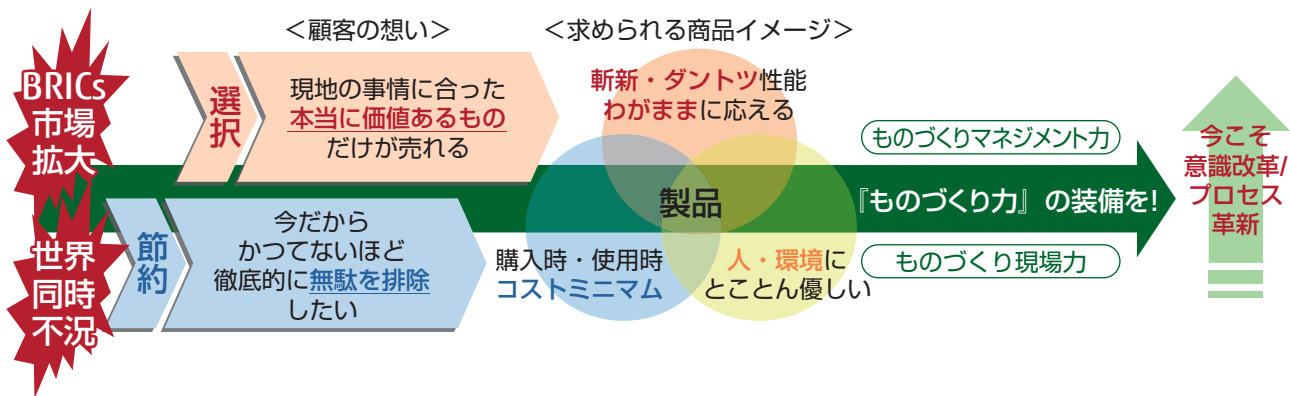 ＜顧客の想い＞
＜求められる商品イメージ＞
BRICs
市場
拡大
選択
現地の事情に合った
本当に価値あるもの
だけが売れる
世界
同時
不況
節約
今だから
かつてないほど
徹底的に無駄を排除
したい
斬新・ダントツ性能
わがままに応える
製品
購入時・使用時
コストミニマム
人・環境に
とことん優しい
ものづくりマネジメント力
『ものづくり力』の装備を!
ものづくり現場力
今こそ
意識改革/
プロセス
革新